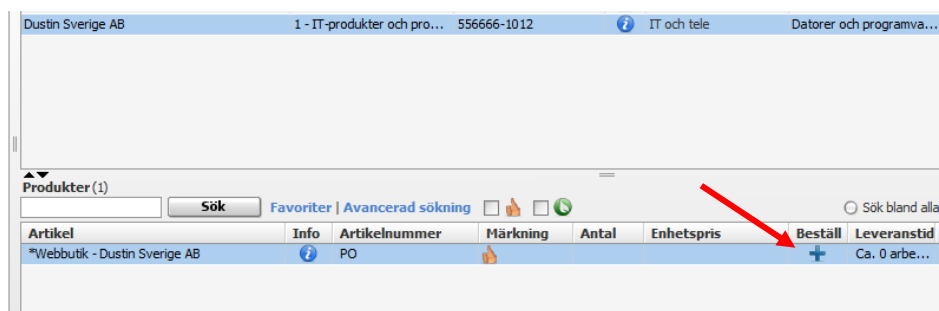 Dustin Sverige AB 1 - IT-produkter och pro... 556666-1012 IT och tele Datorer och programva...
Produkter (1)
Sök Favoriter | Avancerad sökning Sök bland alla
Artikel Info Artikelnummer Märkning Antal Enhetspris Beställ Leveranstid
*Webbutik - Dustin Sverige AB PO Ca. 0 arbe...